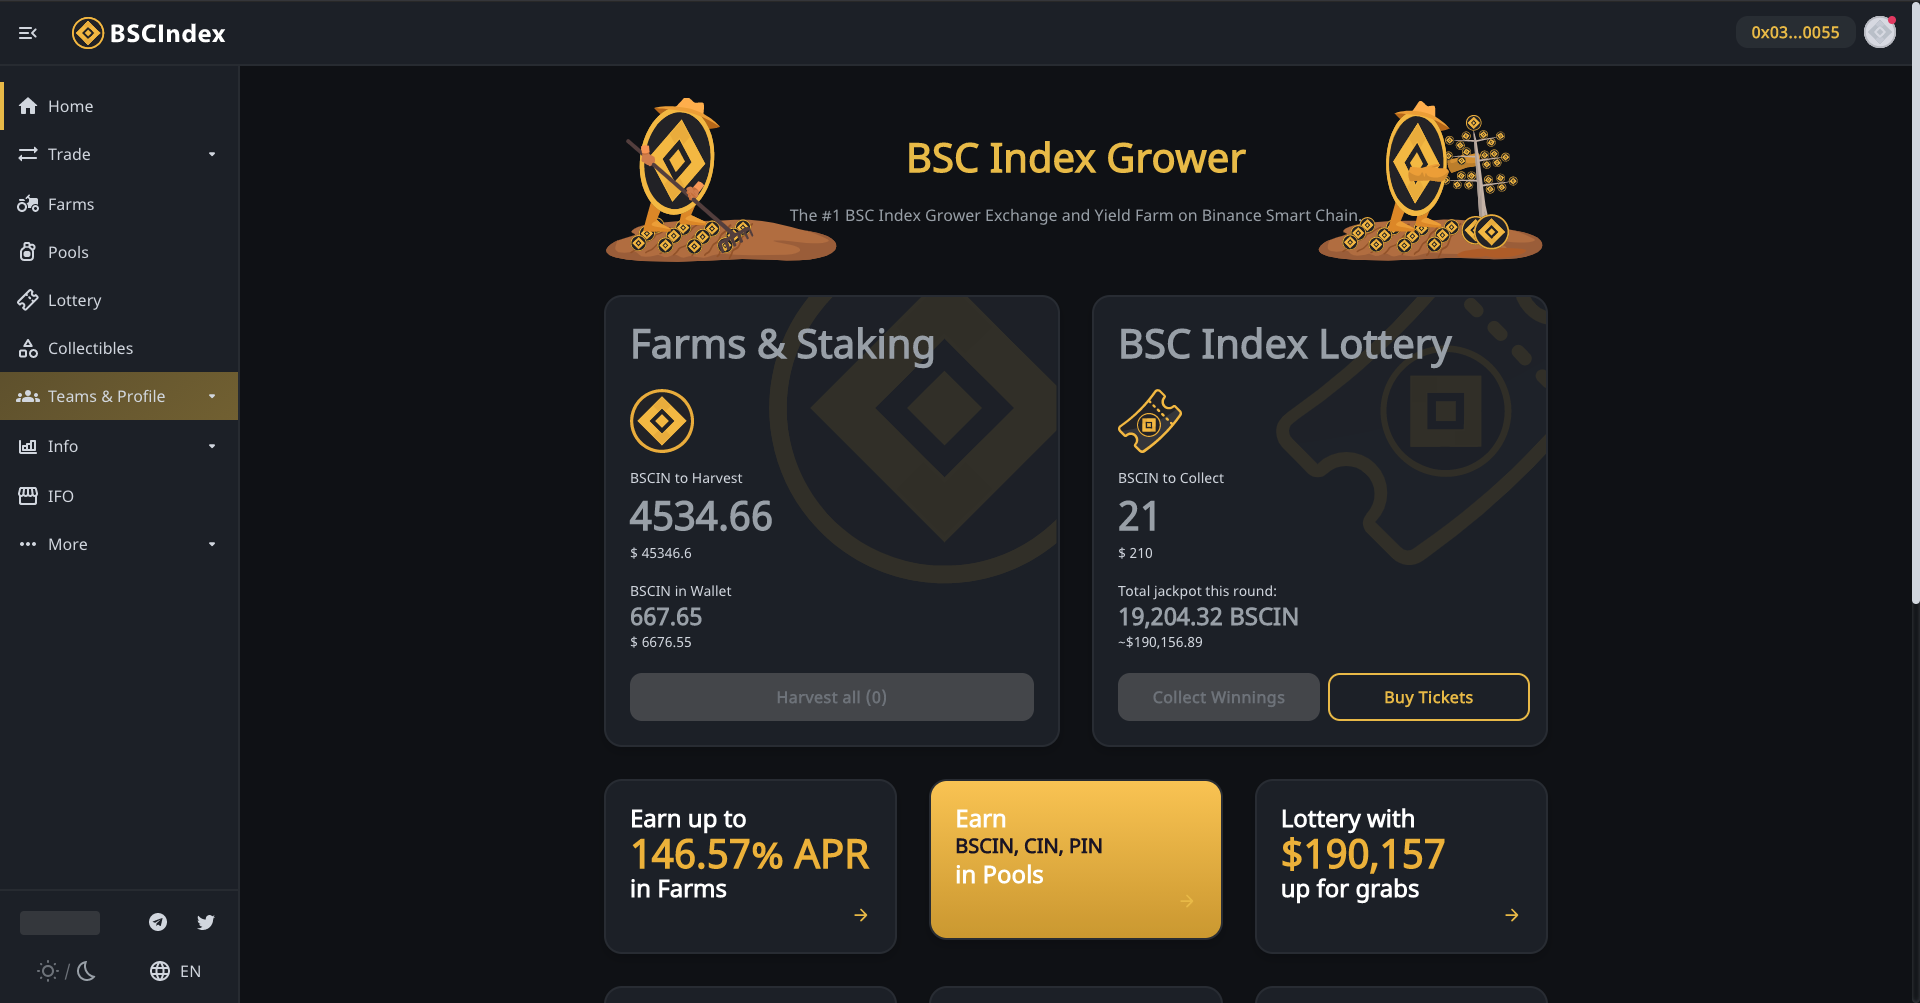 BSCIndex
0x03...0055
Home
Trade
Farms
Pools
Lottery
Collectibles
Teams & Profile
Info
IFO
More
/
EN
BSC Index Grower
The #1 BSC Index Grower Exchange and Yield Farm on Binance Smart Chain.
Farms & Staking
BSCIN to Harvest
4534.66
$ 45346.6
BSCIN in Wallet
667.65
$ 6676.55
Harvest all (0)
BSC Index Lottery
BSCIN to Collect
21
$ 210
Total jackpot this round:
19,204.32 BSCIN
~$190,156.89
Collect Winnings
Buy Tickets
Earn up to
146.57% APR
in Farms
Earn
BSCIN, CIN, PIN
in Pools
Lottery with
$190,157
up for grabs